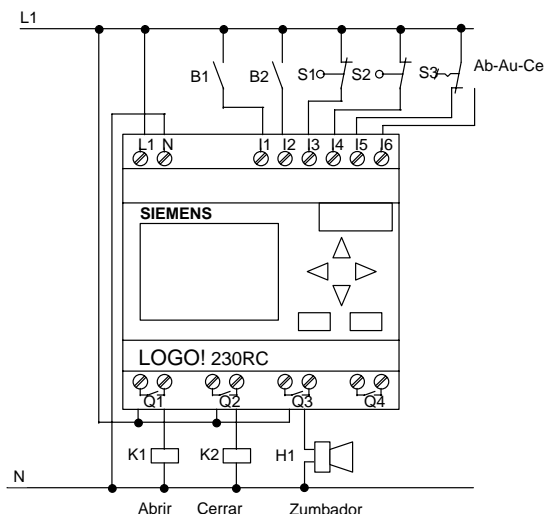 L1
B1 B2 S1 S2 S3 Ab-Au-Ce
L1 N I1 I2 I3 I4 I5 I6
SIEMENS
LOGO! 230RC
Q1 Q2 Q3 Q4
K1 K2 H1
N
Abrir Cerrar Zumbador